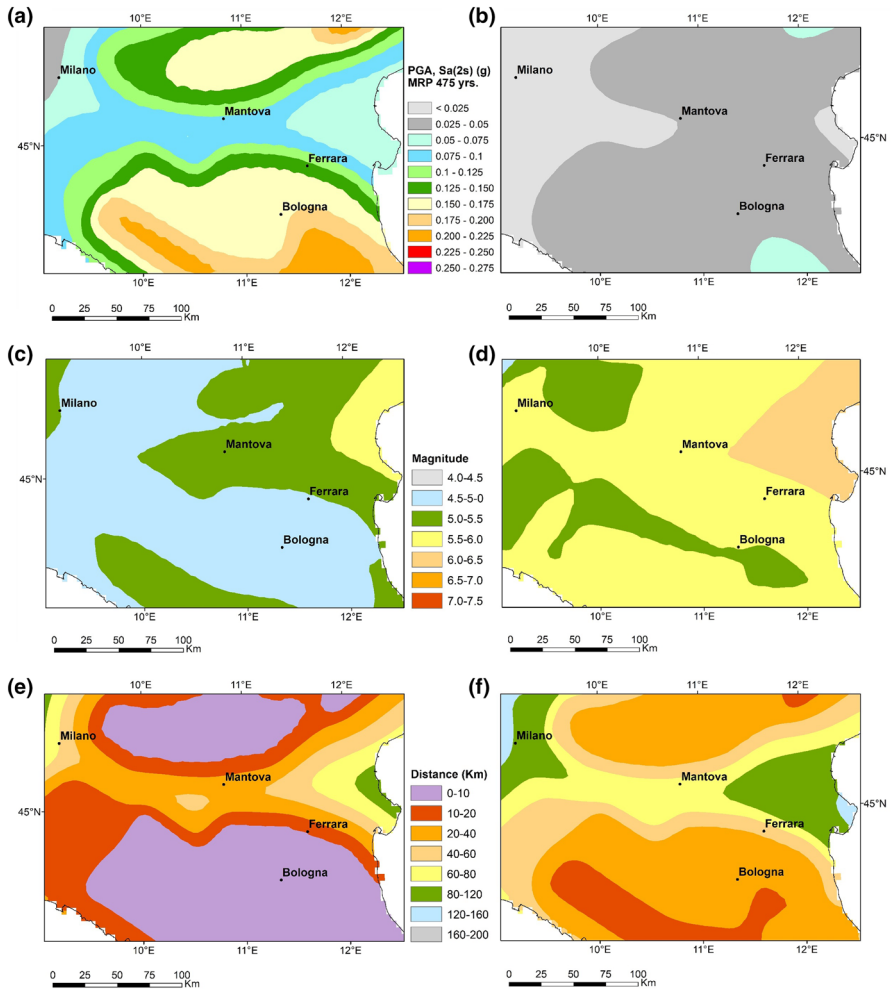 (a)
10°E 11°E 12°E
Milano
Mantova
45°N
Ferrara
Bologna
10°E 11°E 12°E
0 25 50 75 100
Km
PGA, Sa(2s) (g)
MRP 475 yrs.
< 0.025
0.025 - 0.05
0.05 - 0.075
0.075 - 0.1
0.1 - 0.125
0.125 - 0.150
0.150 - 0.175
0.175 - 0.200
0.200 - 0.225
0.225 - 0.250
0.250 - 0.275
(b)
10°E 11°E 12°E
Milano
Mantova
45°N
Ferrara
Bologna
10°E 11°E 12°E
0 25 50 75 100
Km
(c)
10°E 11°E 12°E
Milano
Mantova
45°N
Ferrara
Bologna
10°E 11°E 12°E
0 25 50 75 100
Km
Magnitude
4.0-4.5
4.5-5.0
5.0-5.5
5.5-6.0
6.0-6.5
6.5-7.0
7.0-7.5
(d)
10°E 11°E 12°E
Milano
Mantova
45°N
Ferrara
Bologna
10°E 11°E 12°E
0 25 50 75 100
Km
(e)
10°E 11°E 12°E
Milano
Mantova
45°N
Ferrara
Bologna
10°E 11°E 12°E
0 25 50 75 100
Km
Distance (Km)
0-10
10-20
20-40
40-60
60-80
80-120
120-160
160-200
(f)
10°E 11°E 12°E
Milano
Mantova
45°N
Ferrara
Bologna
10°E 11°E 12°E
0 25 50 75 100
Km